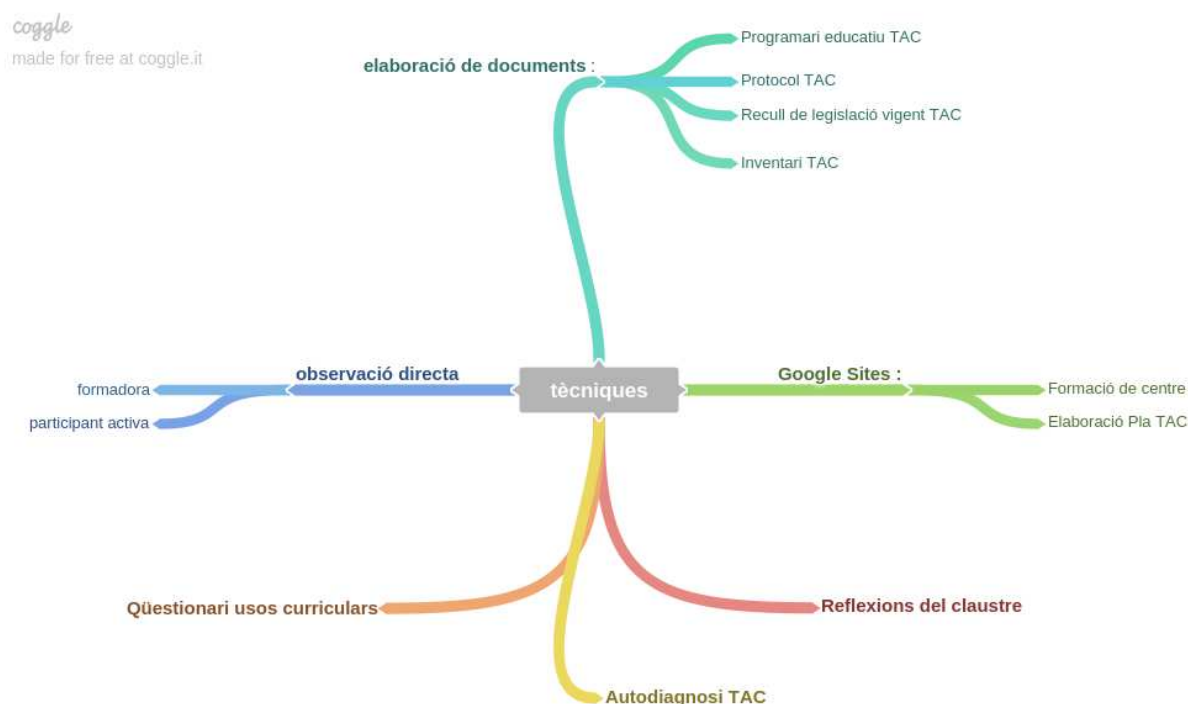 coggle
made for free at coggle.it
elaboració de documents :
Programari educatiu TAC
Protocol TAC
Recull de legislació vigent TAC
Inventari TAC
observació directa
formadora
participant activa
tècniques
Google Sites :
Formació de centre
Elaboració Pla TAC
Qüestionari usos curriculars
Reflexions del claustre
Autodiagnosi TAC